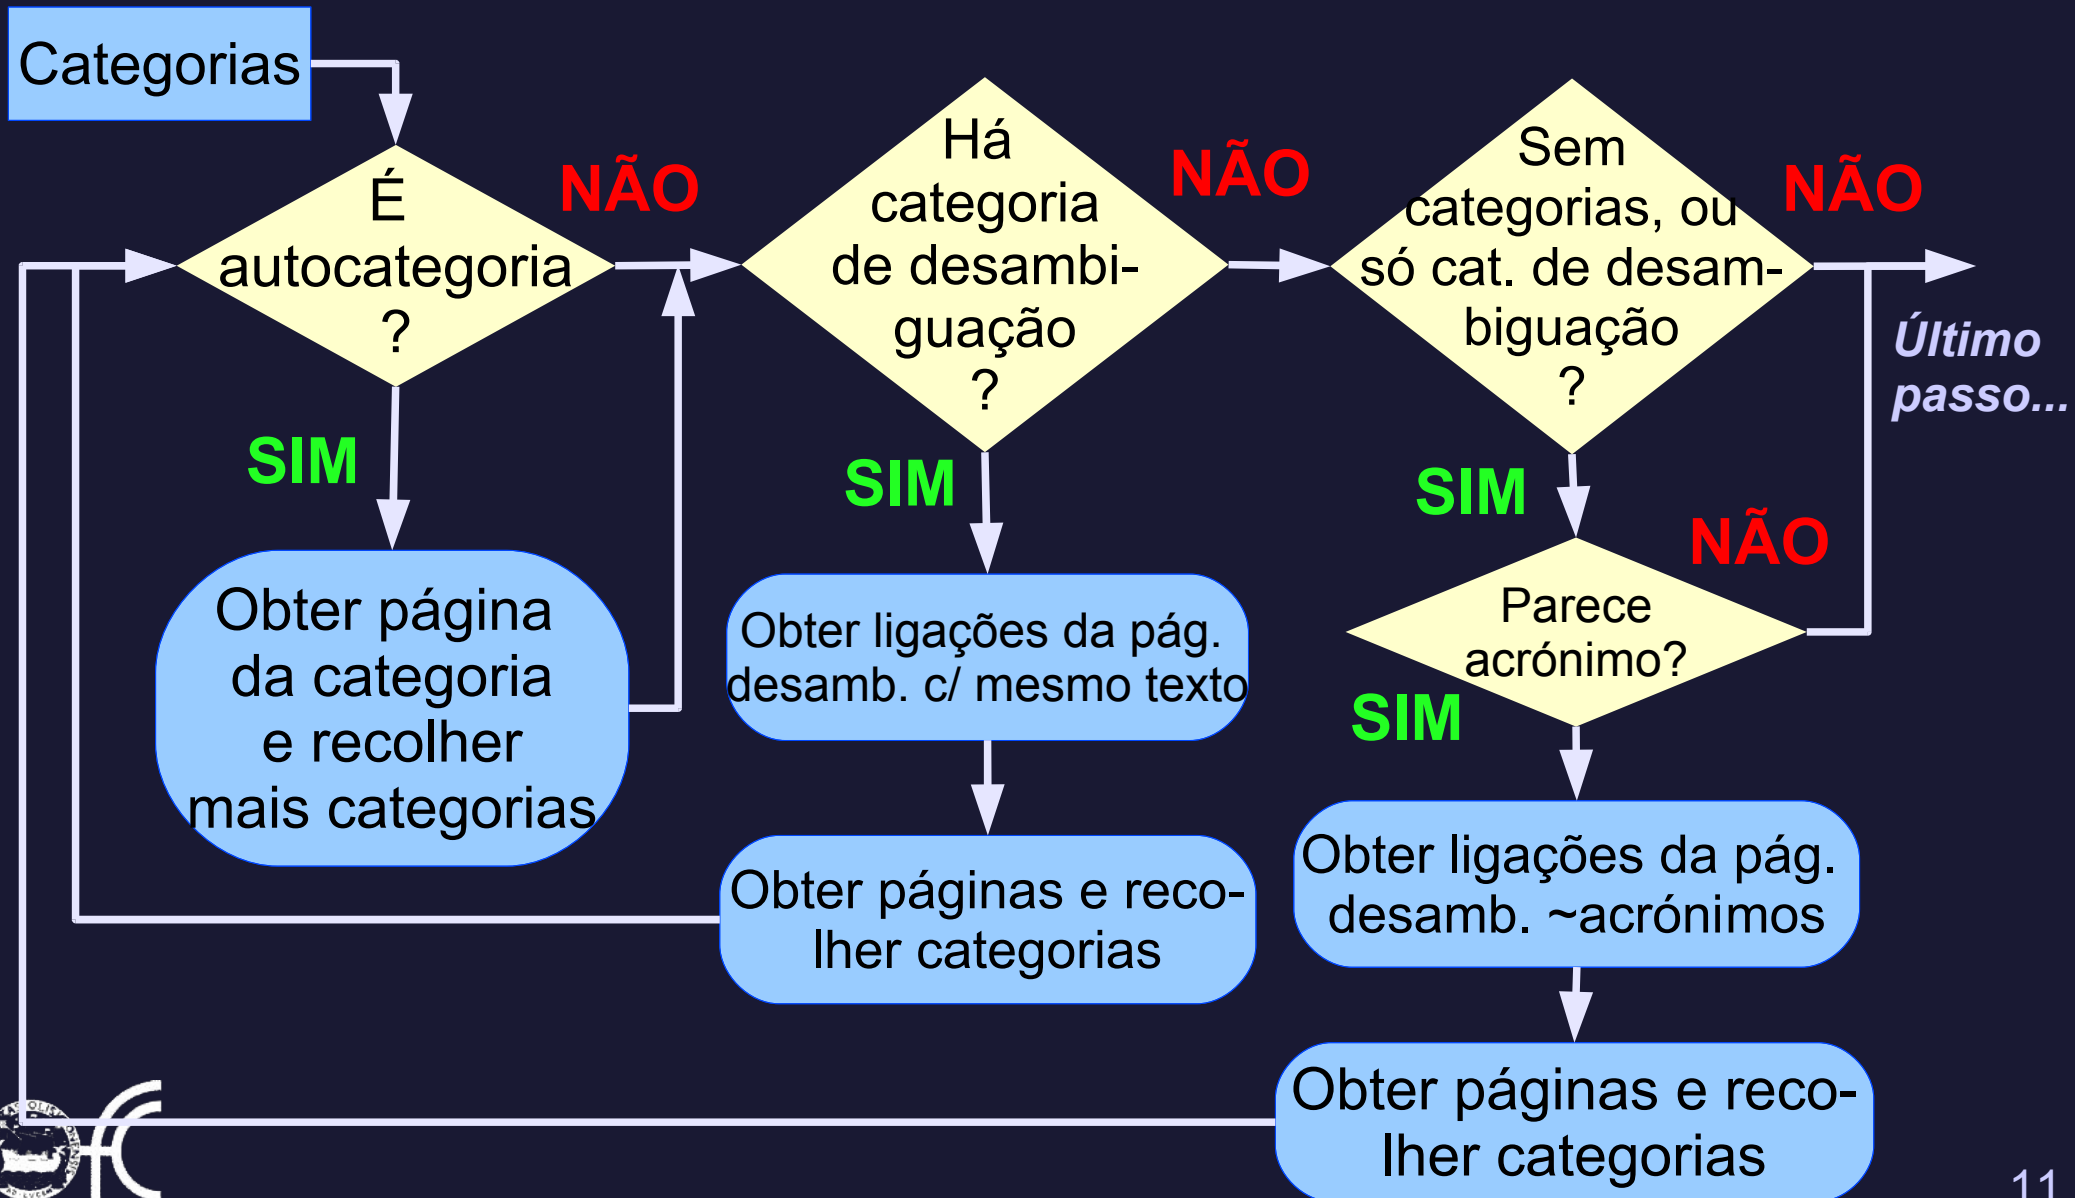 Categorias
É
autocategoria
?
NÃO
SIM
Obter página
da categoria
e recolher
mais categorias
Há
categoria
de desambi-
guação
?
NÃO
SIM
Obter ligações da pág.
desamb. c/ mesmo texto
Obter páginas e reco-
lher categorias
Sem
categorias, ou
só cat. de desam-
biguação
?
NÃO
Último
passo...
SIM
Parece
acrónimo?
NÃO
SIM
Obter ligações da pág.
desamb. ~acrónimos
Obter páginas e reco-
lher categorias
11